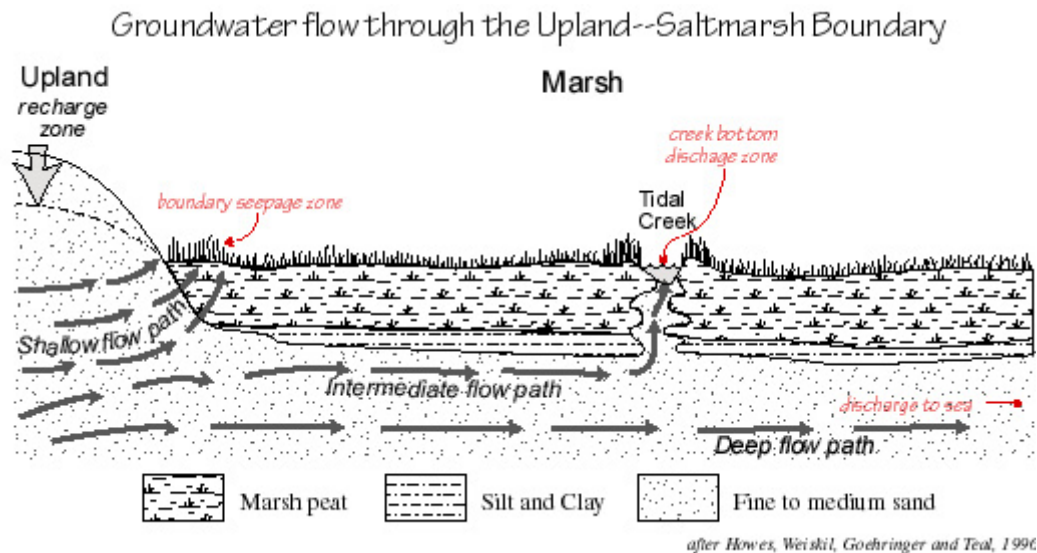 Groundwater flow through the Upland--Saltmarsh Boundary
Upland
recharge
zone
Marsh
creek bottom
dischage zone
boundary seepage zone
Tidal
Creek
Shallow flow path
Intermediate flow path
discharge to sea
Deep flow path
Marsh peat
Silt and Clay
Fine to medium sand
after Howes, Weiskil, Goehringer and Teal, 1996